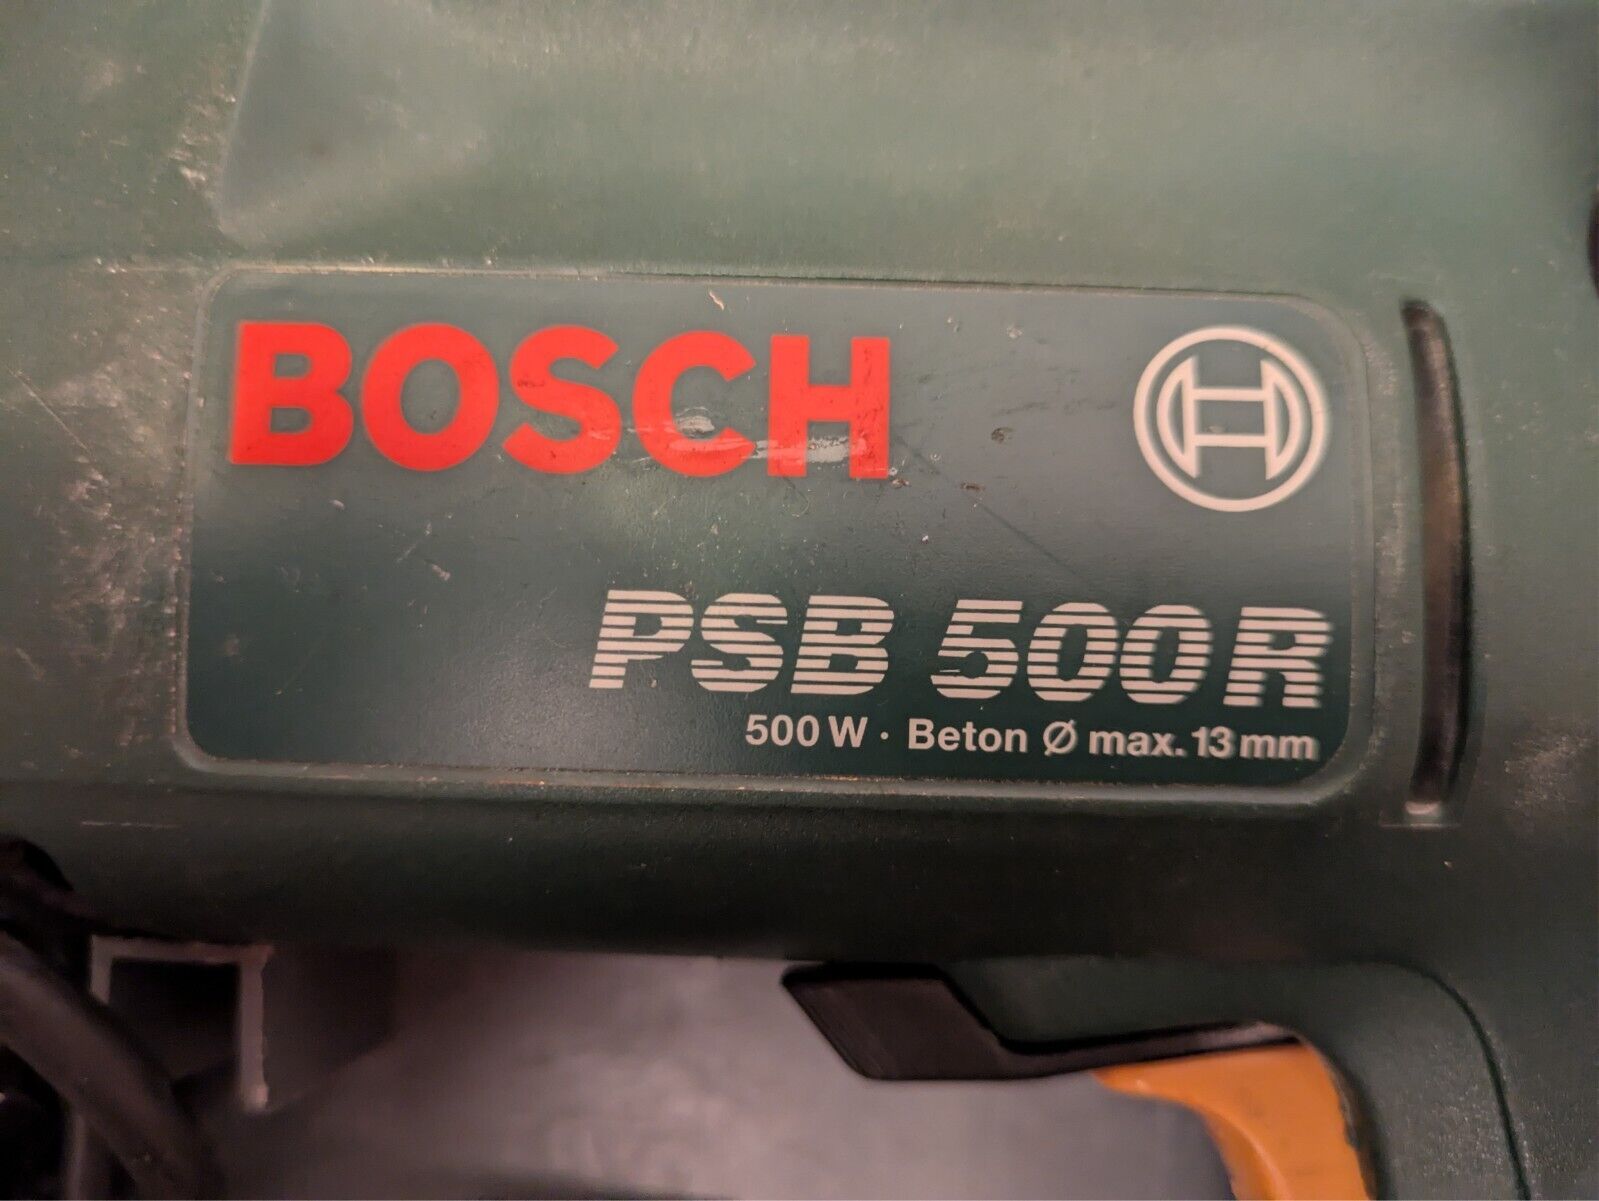 BOSCH
PSB 500 R
500 W · Beton Ø max. 13 mm